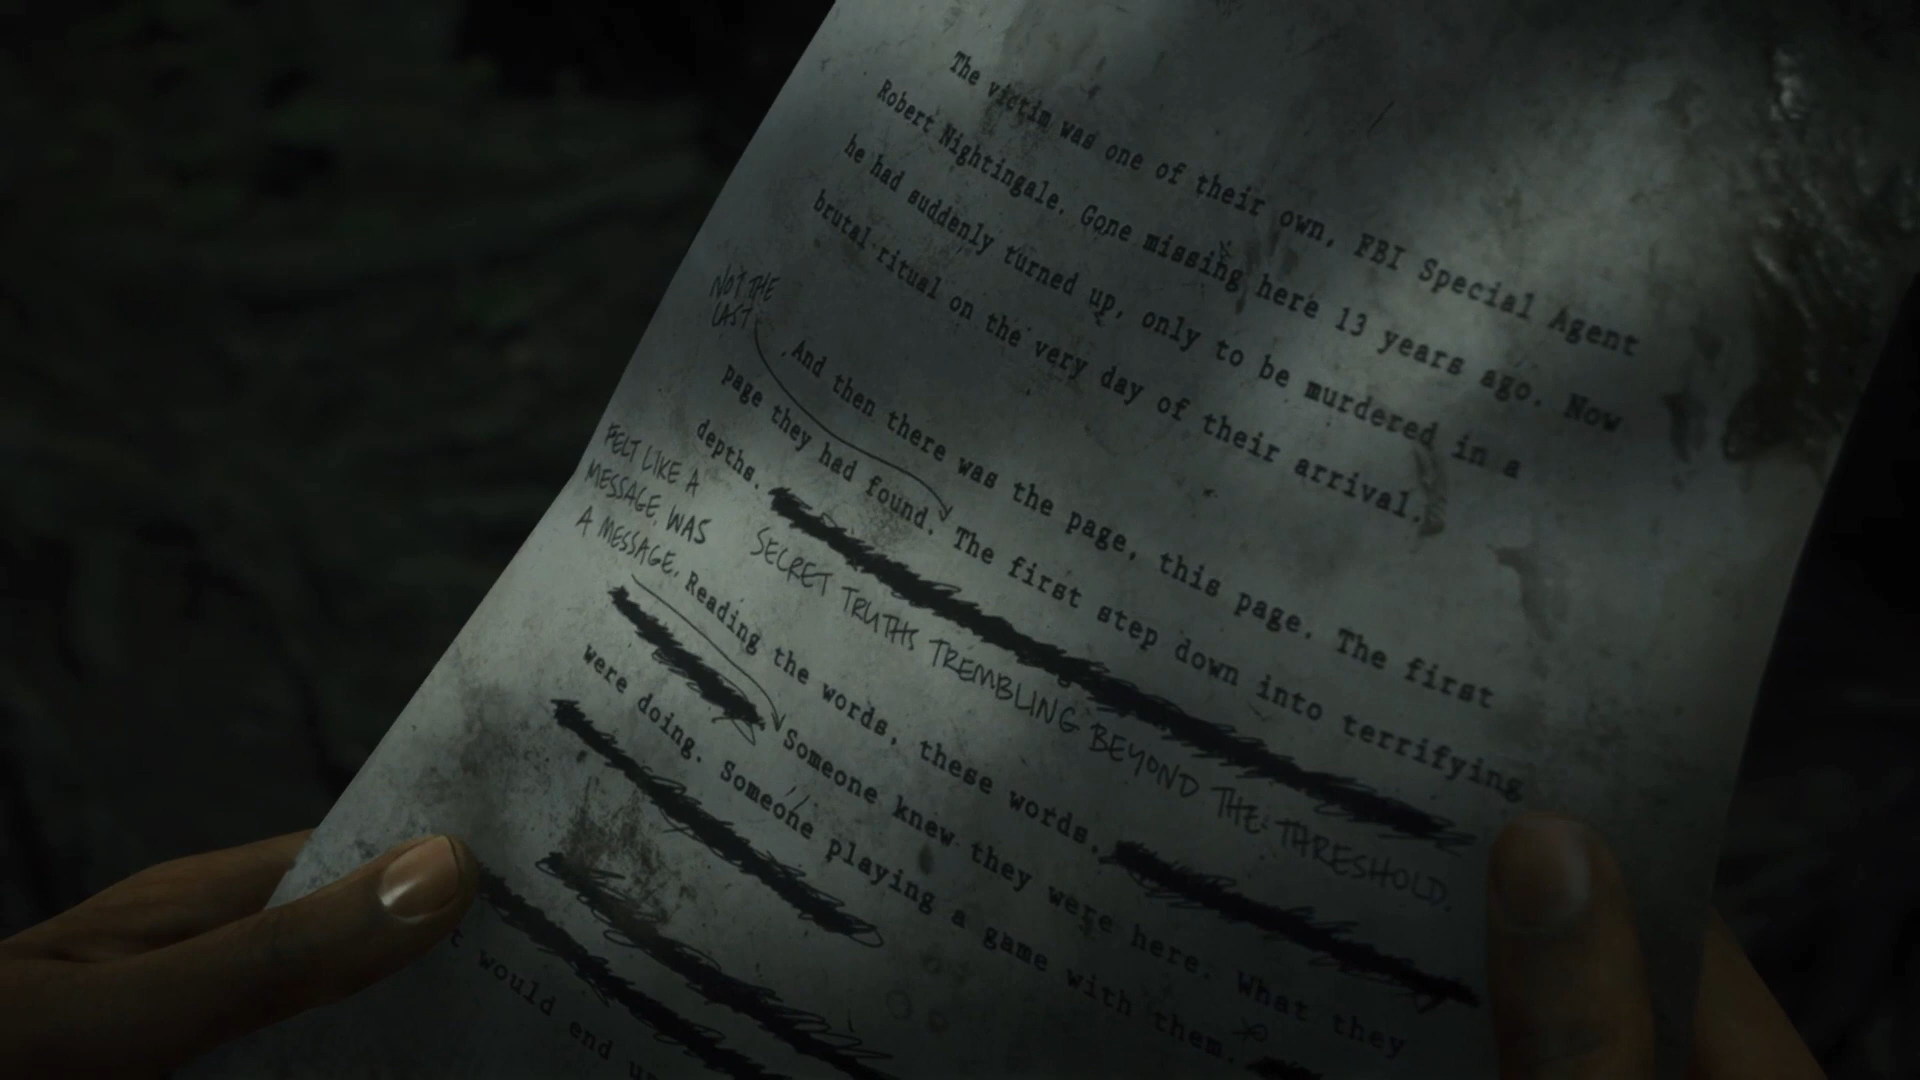 The victim was one of their own, FBI Special Agent
Robert Nightingale. Gone missing here 13 years ago. Now
he had suddenly turned up, only to be murdered in a
brutal ritual on the very day of their arrival.
NOT THE
LAST
And then there was the page, this page. The first
page they had found. The first step down into terrifying
depths.
SECRET TRUTHS TREMBLING BEYOND THE THRESHOLD.
FELT LIKE A
MESSAGE, WAS
A MESSAGE.
Reading the words, these words.
Someone knew they were here. What they
were doing. Someone playing a game with them.
would end